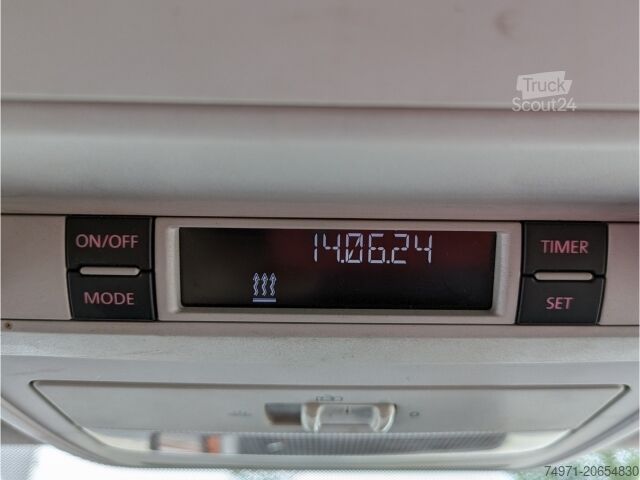 Truck
Scout24
14.06.24
ON/OFF
TIMER
MODE
SET
74971-20654830